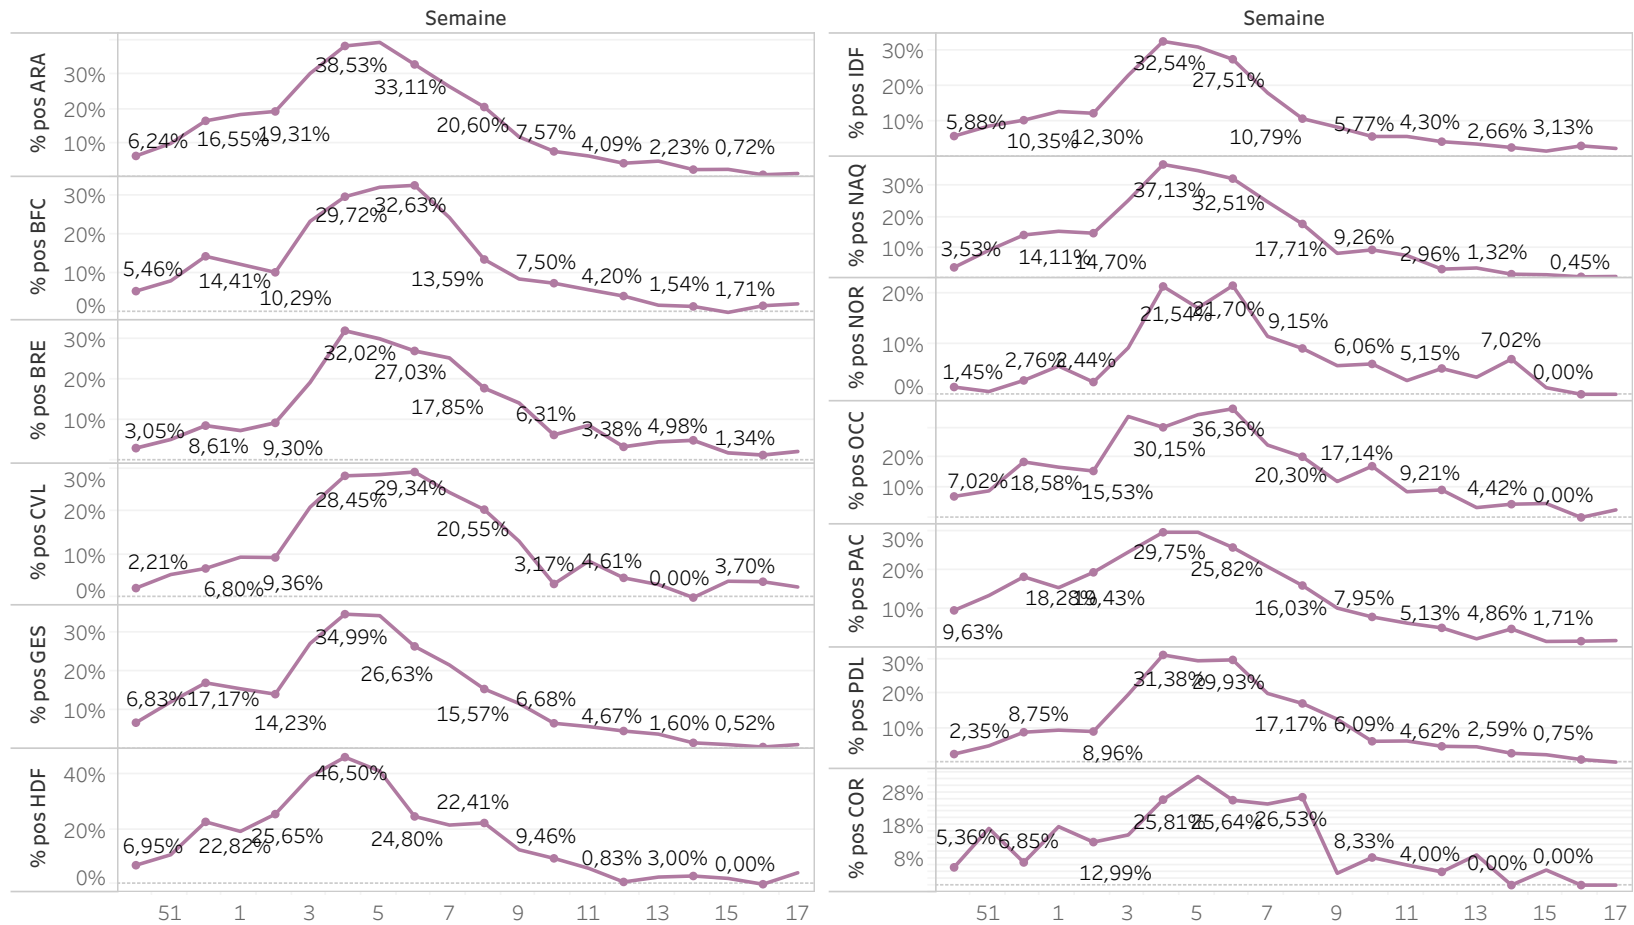 Semaine
% pos ARA
30%
20%
10%
6,24% 16,55% 19,31% 38,53% 33,11% 20,60% 7,57% 4,09% 2,23% 0,72%
% pos BFC
30%
20%
10%
0%
5,46% 14,41% 10,29% 29,72% 32,63% 13,59% 7,50% 4,20% 1,54% 1,71%
% pos BRE
30%
20%
10%
3,05% 8,61% 9,30% 32,02% 27,03% 17,85% 6,31% 3,38% 4,98% 1,34%
% pos CVL
30%
20%
10%
0%
2,21% 6,80% 9,36% 28,45% 29,34% 20,55% 3,17% 4,61% 0,00% 3,70%
% pos GES
30%
20%
10%
6,83% 17,17% 14,23% 34,99% 26,63% 15,57% 6,68% 4,67% 1,60% 0,52%
% pos HDF
40%
20%
0%
6,95% 22,82% 25,65% 46,50% 24,80% 22,41% 9,46% 0,83% 3,00% 0,00%
51 1 3 5 7 9 11 13 15 17
Semaine
% pos IDF
30%
20%
10%
5,88% 10,35% 12,30% 32,54% 27,51% 10,79% 5,77% 4,30% 2,66% 3,13%
% pos NAQ
30%
20%
10%
3,53% 14,11% 14,70% 37,13% 32,51% 17,71% 9,26% 2,96% 1,32% 0,45%
% pos NOR
20%
10%
0%
1,45% 2,76% 2,44% 21,54% 21,70% 9,15% 6,06% 5,15% 7,02% 0,00%
% pos OCC
20%
10%
7,02% 18,58% 15,53% 30,15% 36,36% 20,30% 17,14% 9,21% 4,42% 0,00%
% pos PAC
30%
20%
10%
9,63% 18,28% 19,43% 29,75% 25,82% 16,03% 7,95% 5,13% 4,86% 1,71%
% pos PDL
30%
20%
10%
2,35% 8,75% 8,96% 31,38% 29,93% 17,17% 6,09% 4,62% 2,59% 0,75%
% pos COR
28%
18%
8%
5,36% 6,85% 12,99% 25,81% 25,64% 26,53% 8,33% 4,00% 0,00% 0,00%
51 1 3 5 7 9 11 13 15 17